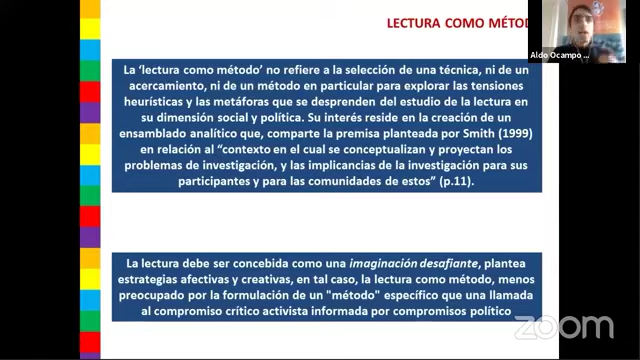 LECTURA COMO MÉTOD
Aldo Ocampo ...
La 'lectura como método' no refiere a la selección de una técnica, ni de un
acercamiento, ni de un método en particular para explorar las tensiones
heurísticas y las metáforas que se desprenden del estudio de la lectura en
su dimensión social y política. Su interés reside en la creación de un
ensamblado analítico que, comparte la premisa planteada por Smith (1999)
en relación al "contexto en el cual se conceptualizan y proyectan los
problemas de investigación, y las implicancias de la investigación para sus
participantes y para las comunidades de estos" (p.11).
La lectura debe ser concebida como una imaginación desafiante, plantea
estrategias afectivas y creativas, en tal caso, la lectura como método, menos
preocupado por la formulación de un "método" específico que una llamada
al compromiso crítico activista informada por compromisos político
zoom